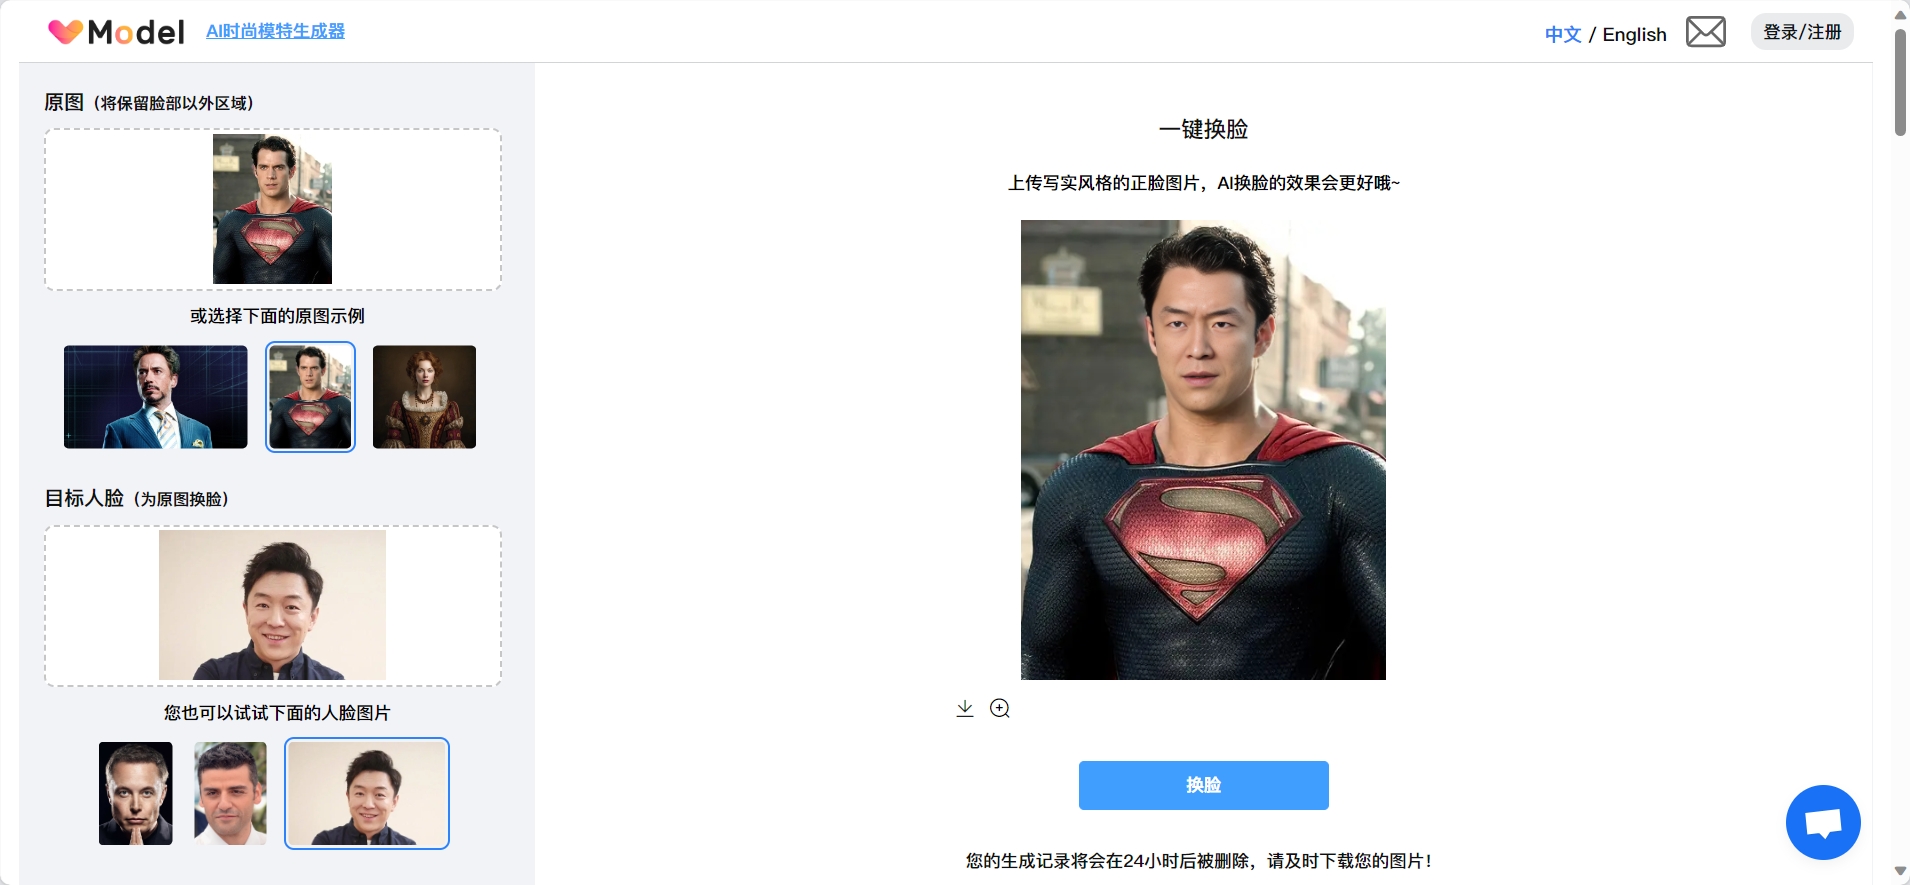 Model
AI时尚模特生成器
中文 / English
登录/注册
原图（将保留脸部以外区域）
或选择下面的原图示例
目标人脸（为原图换脸）
您也可以试试下面的人脸图片
一键换脸
上传写实风格的正脸图片，AI换脸的效果会更好哦~
换脸
您的生成记录将会在24小时后被删除，请及时下载您的图片！